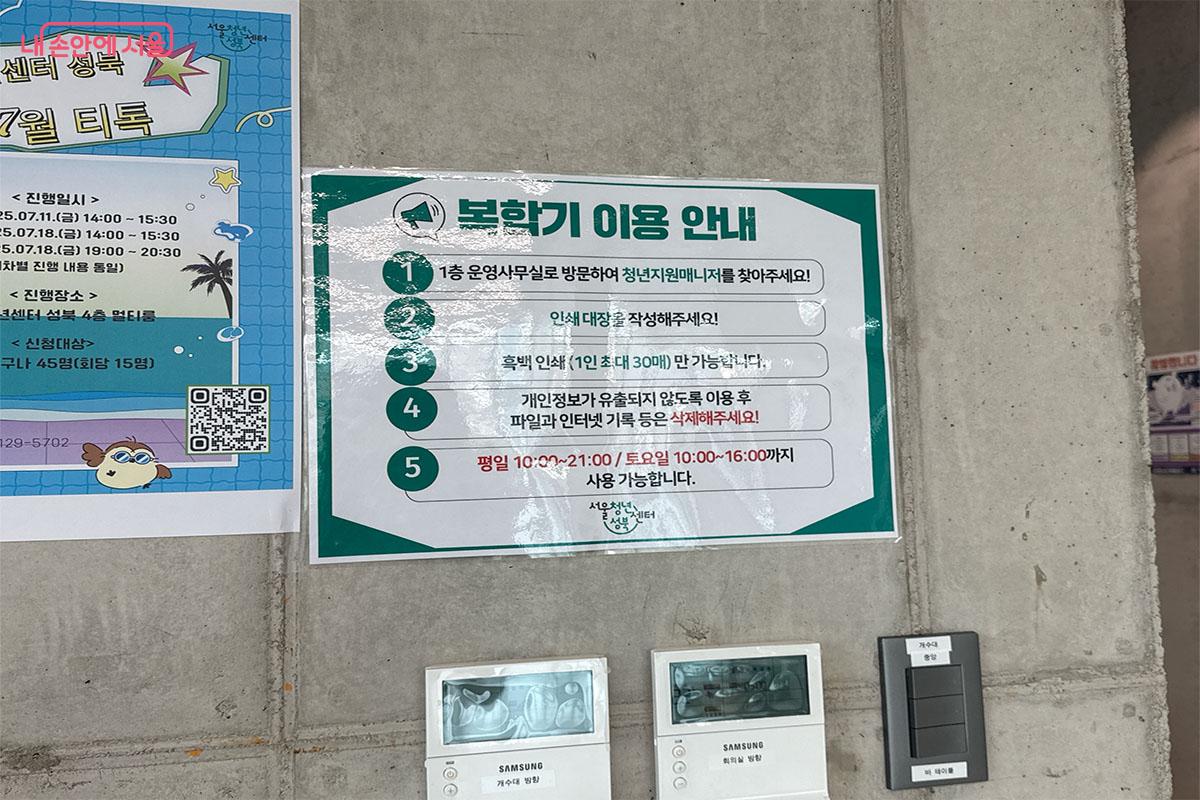 내 손안에 서울
서울청년
성북센터
센터 성북
7월 티톡
< 진행일시 >
25.07.11.(금) 14:00 ~ 15:30
25.07.18.(금) 14:00 ~ 15:30
25.07.18.(금) 19:00 ~ 20:30
진행 내용 동일)
< 진행장소 >
센터 성북 4층 멀티룸
< 신청대상>
구나 45명(회당 15명)
129-5702
복합기 이용 안내
1 1층 운영사무실로 방문하여 청년지원매니저를 찾아주세요!
2 인쇄 대장을 작성해주세요!
3 흑백 인쇄 (1인 최대 30매) 만 가능합니다.
4 개인정보가 유출되지 않도록 이용 후
파일과 인터넷 기록 등은 삭제해주세요!
5 평일 10:00~21:00 / 토요일 10:00~16:00까지
사용 가능합니다.
서울청년
성북센터
SAMSUNG
개수대 방향
SAMSUNG
회의실 방향
개수대
중앙
바 테이블